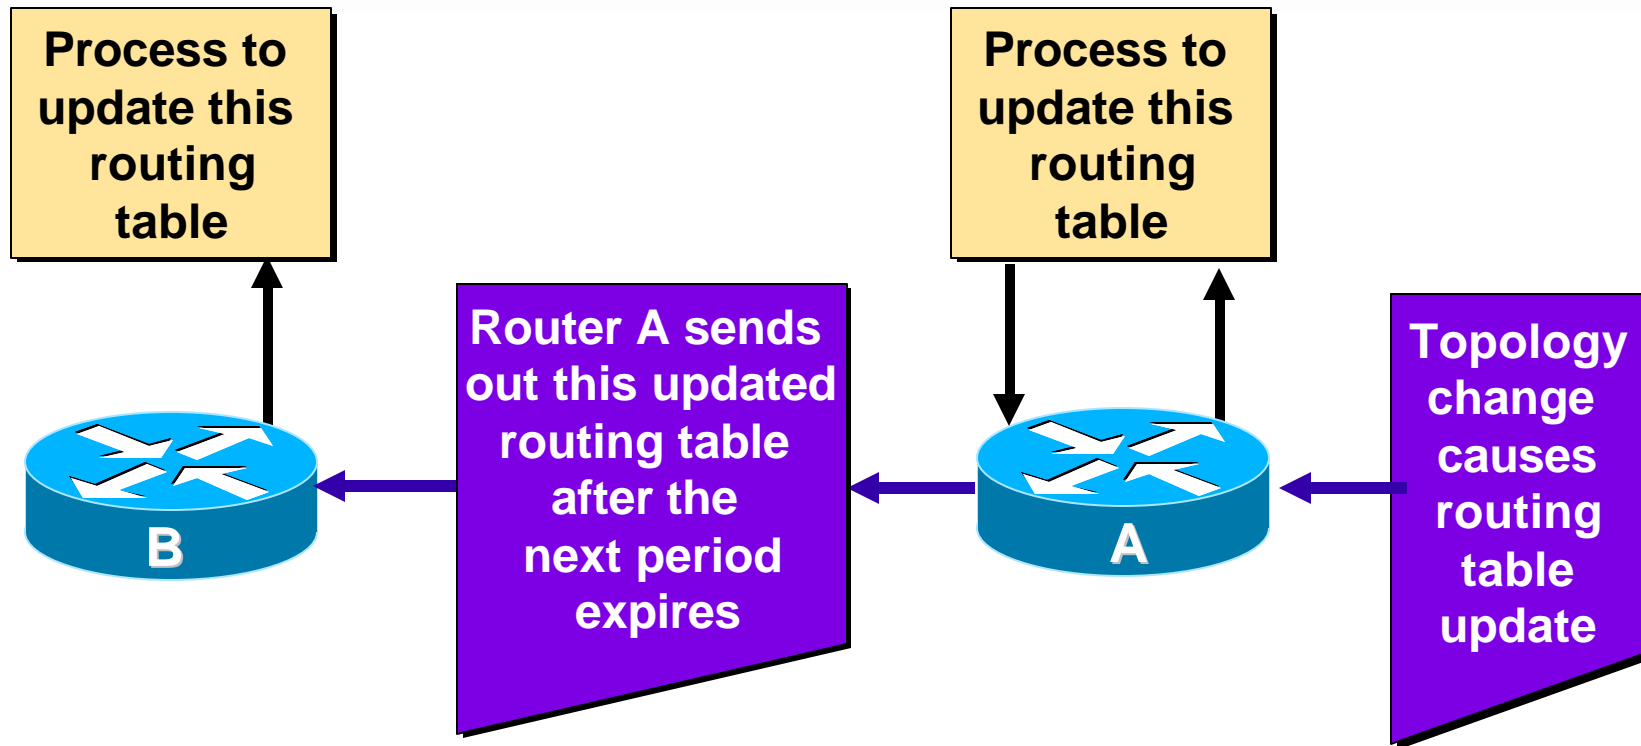 Process to
update this
routing
table
Process to
update this
routing
table
Router A sends
out this updated
routing table
after the
next period
expires
Topology
change
causes
routing
table
update
B
A